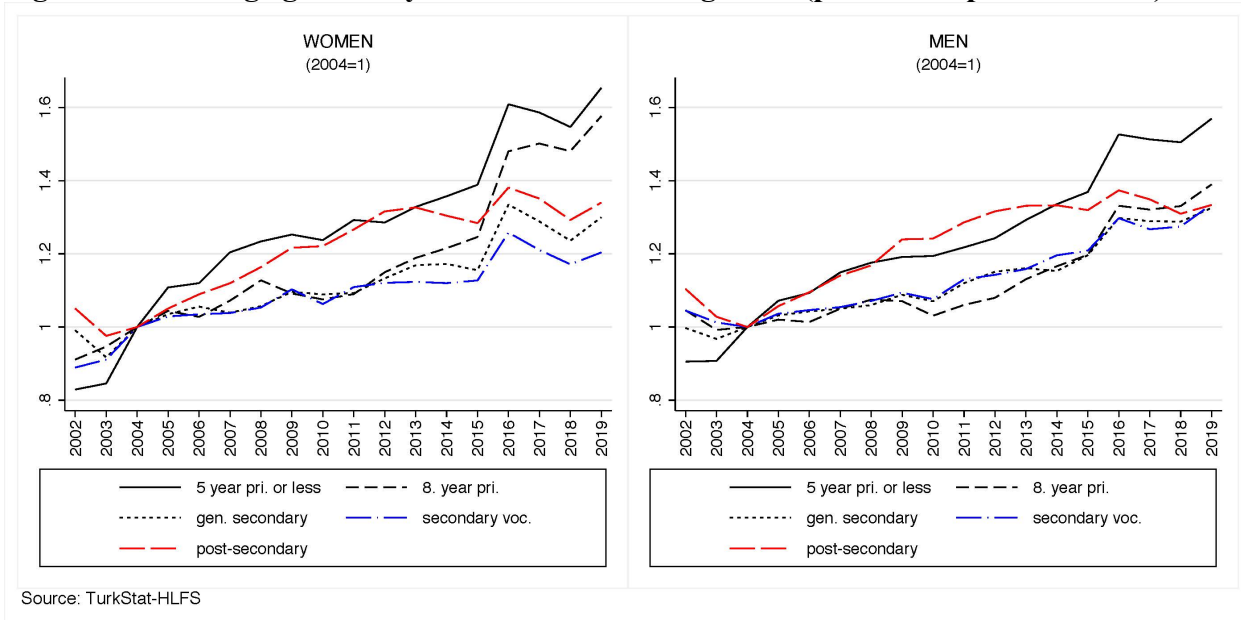 WOMEN
(2004=1)
.8 1 1.2 1.4 1.6
2002 2003 2004 2005 2006 2007 2008 2009 2010 2011 2012 2013 2014 2015 2016 2017 2018 2019
5 year pri. or less 8. year pri.
gen. secondary secondary voc.
post-secondary
MEN
(2004=1)
.8 1 1.2 1.4 1.6
2002 2003 2004 2005 2006 2007 2008 2009 2010 2011 2012 2013 2014 2015 2016 2017 2018 2019
5 year pri. or less 8. year pri.
gen. secondary secondary voc.
post-secondary
Source: TurkStat-HLFS